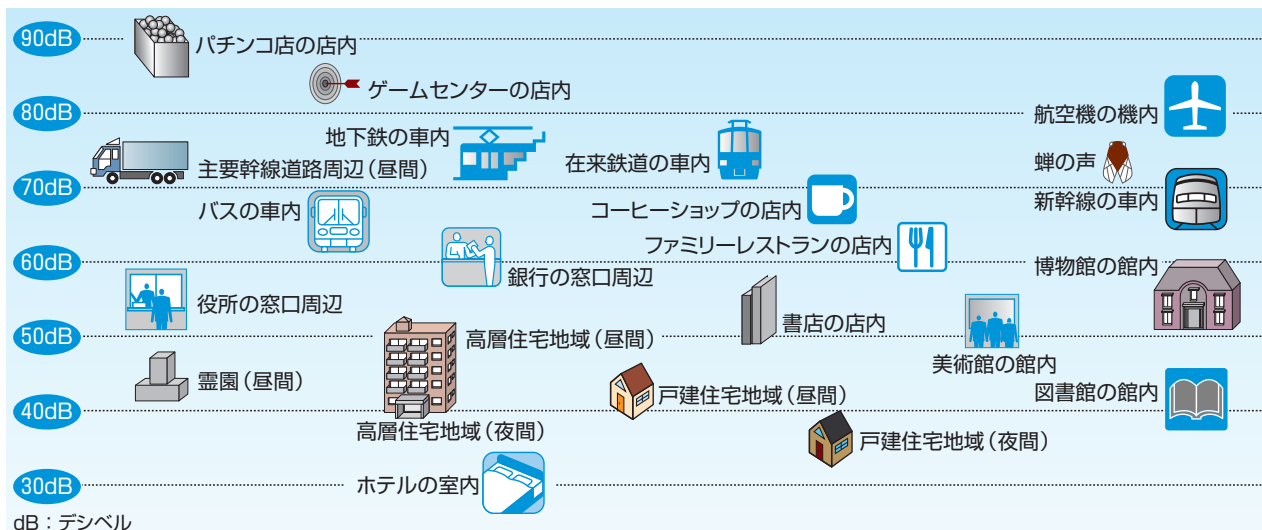 90dB
パチンコ店の店内
ゲームセンターの店内
80dB
航空機の機内
地下鉄の車内
在来鉄道の車内
蝉の声
主要幹線道路周辺(昼間)
70dB
新幹線の車内
バスの車内
コーヒーショップの店内
ファミリーレストランの店内
60dB
博物館の館内
銀行の窓口周辺
役所の窓口周辺
書店の店内
50dB
高層住宅地域(昼間)
美術館の館内
霊園(昼間)
戸建住宅地域(昼間)
図書館の館内
40dB
高層住宅地域(夜間)
戸建住宅地域(夜間)
30dB
ホテルの室内
dB:デシベル